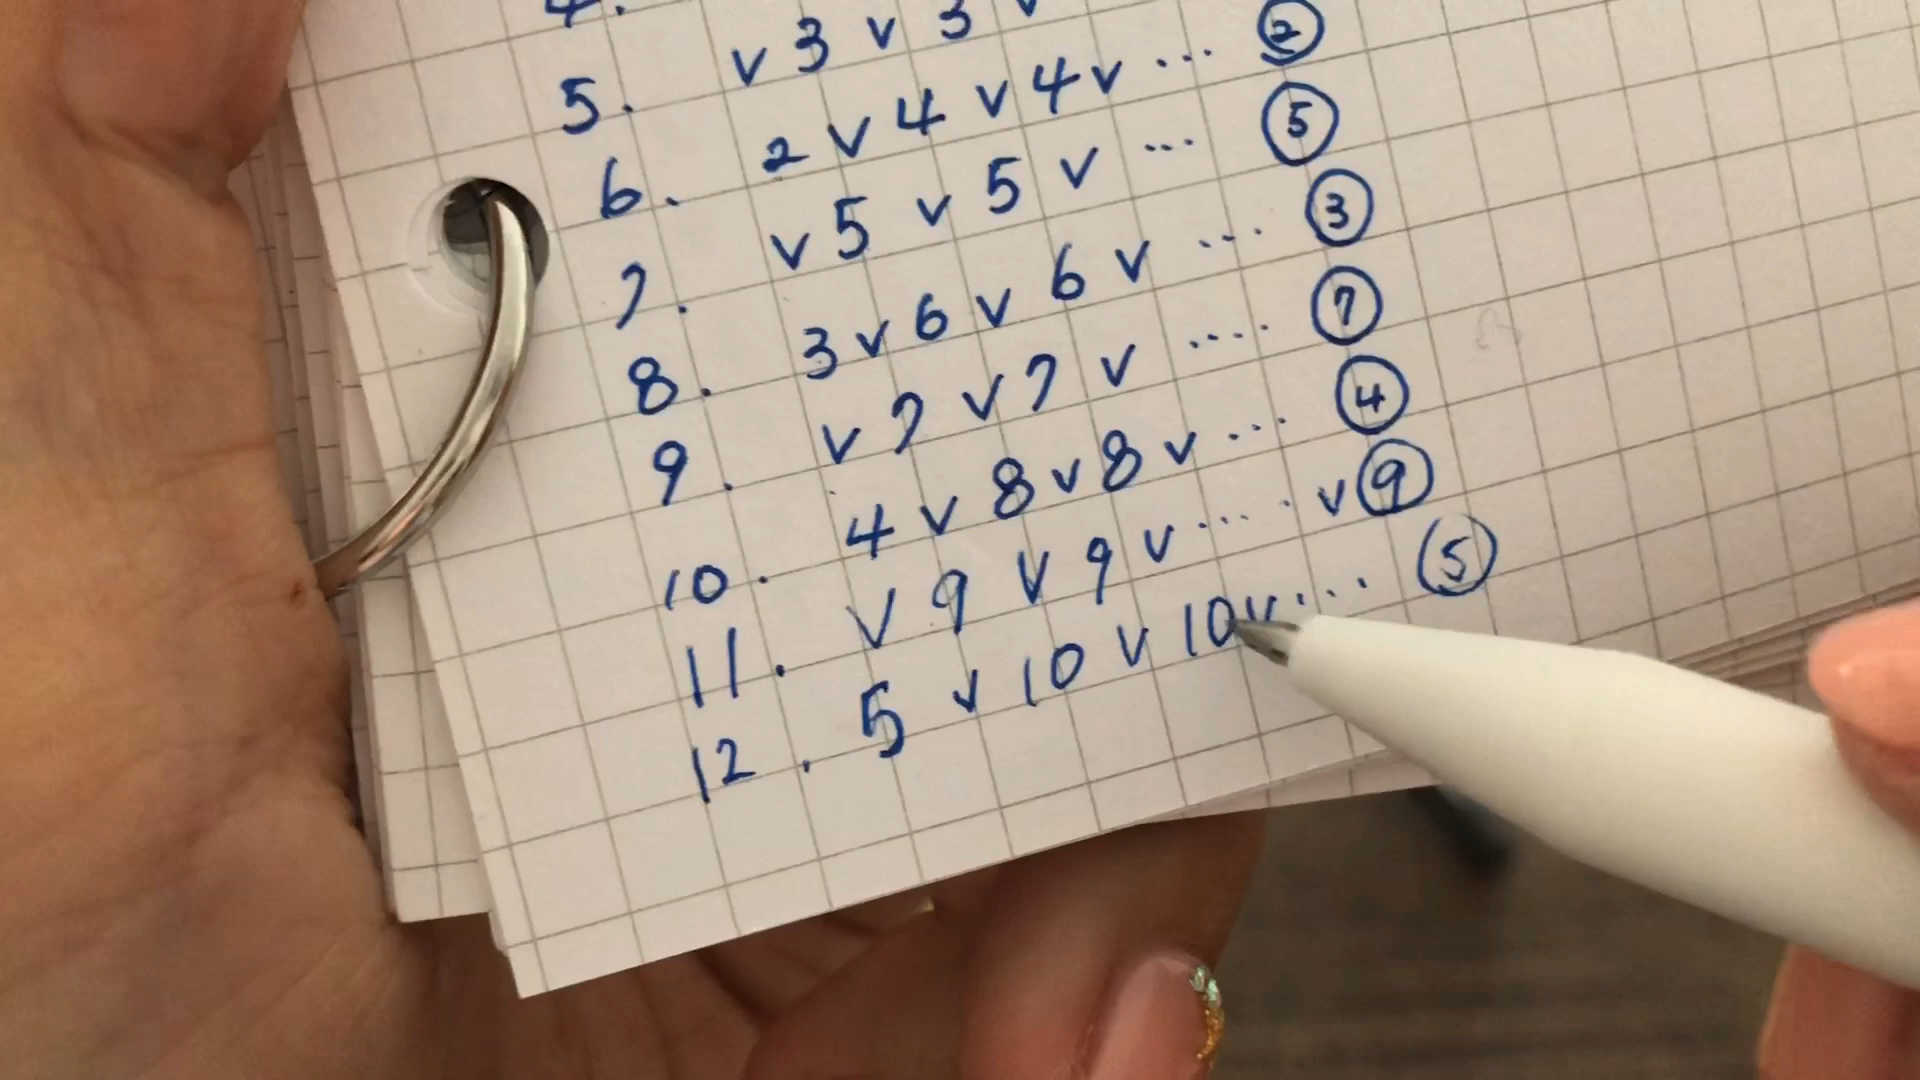 4.
5. v 3 v 3 v
6. 2 v 4 v 4 v ... ②
7. v 5 v 5 v ... ⑤
8. 3 v 6 v 6 v .... ③
9. v 7 v 7 v .... ⑦
10. 4 v 8 v 8 v ... ④
11. v 9 v 9 v ..... v ⑨
12. 5 v 10 v 10 v ... ⑤